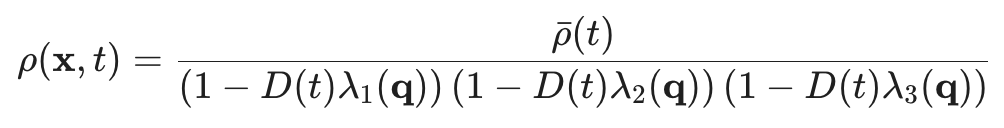 ρ(𝐱, t) = ρ̄(t) / (1 − D(t)λ₁(𝐪)) (1 − D(t)λ₂(𝐪)) (1 − D(t)λ₃(𝐪))